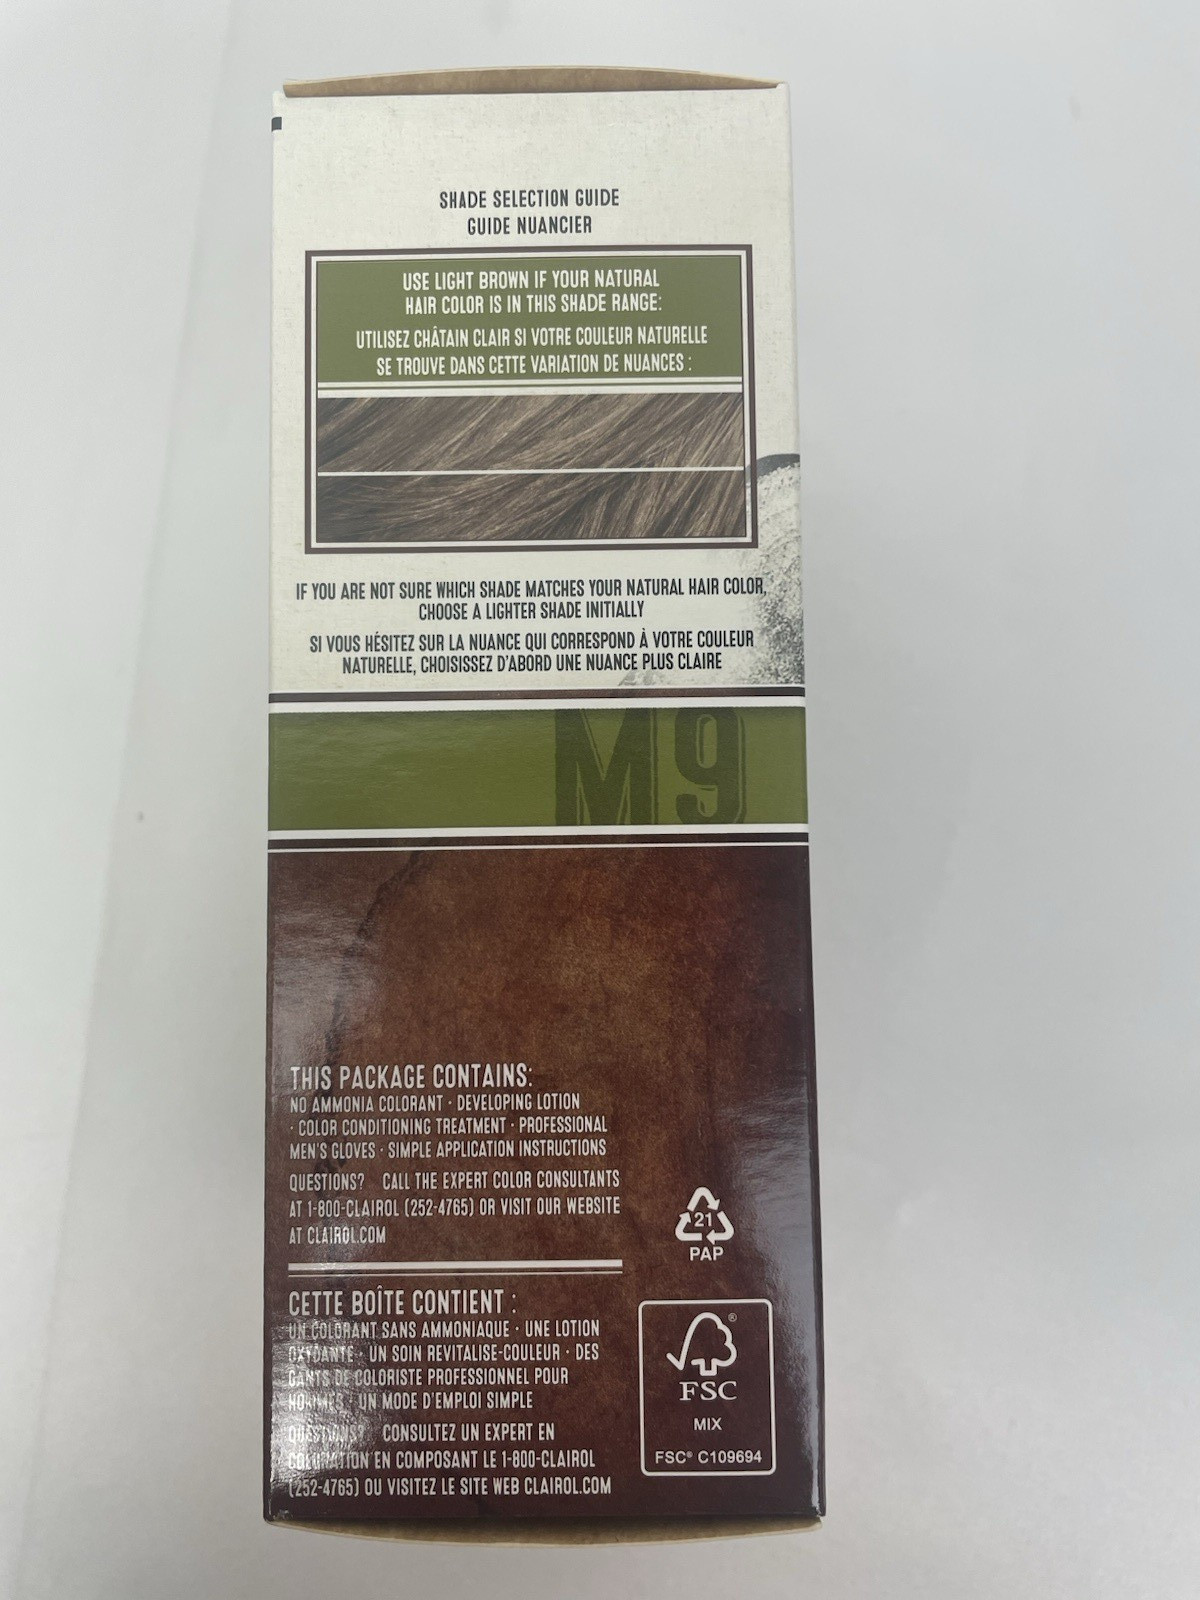 SHADE SELECTION GUIDE
GUIDE NUANCIER
USE LIGHT BROWN IF YOUR NATURAL
HAIR COLOR IS IN THIS SHADE RANGE:
UTILISEZ CHÂTAIN CLAIR SI VOTRE COULEUR NATURELLE
SE TROUVE DANS CETTE VARIATION DE NUANCES :
IF YOU ARE NOT SURE WHICH SHADE MATCHES YOUR NATURAL HAIR COLOR,
CHOOSE A LIGHTER SHADE INITIALLY
SI VOUS HÉSITEZ SUR LA NUANCE QUI CORRESPOND À VOTRE COULEUR
NATURELLE, CHOISISSEZ D'ABORD UNE NUANCE PLUS CLAIRE
M9
THIS PACKAGE CONTAINS:
NO AMMONIA COLORANT · DEVELOPING LOTION
· COLOR CONDITIONING TREATMENT · PROFESSIONAL
MEN'S GLOVES · SIMPLE APPLICATION INSTRUCTIONS
QUESTIONS? CALL THE EXPERT COLOR CONSULTANTS
AT 1-800-CLAIROL (252-4765) OR VISIT OUR WEBSITE
AT CLAIROL.COM
CETTE BOÎTE CONTIENT :
UN COLORANT SANS AMMONIAQUE · UNE LOTION
OXYDANTE · UN SOIN REVITALISE-COULEUR · DES
GANTS DE COLORISTE PROFESSIONNEL POUR
HOMMES · UN MODE D'EMPLOI SIMPLE
QUESTIONS? CONSULTEZ UN EXPERT EN
COLORATION EN COMPOSANT LE 1-800-CLAIROL
(252-4765) OU VISITEZ LE SITE WEB CLAIROL.COM
21
PAP
®
FSC
MIX
FSC® C109694